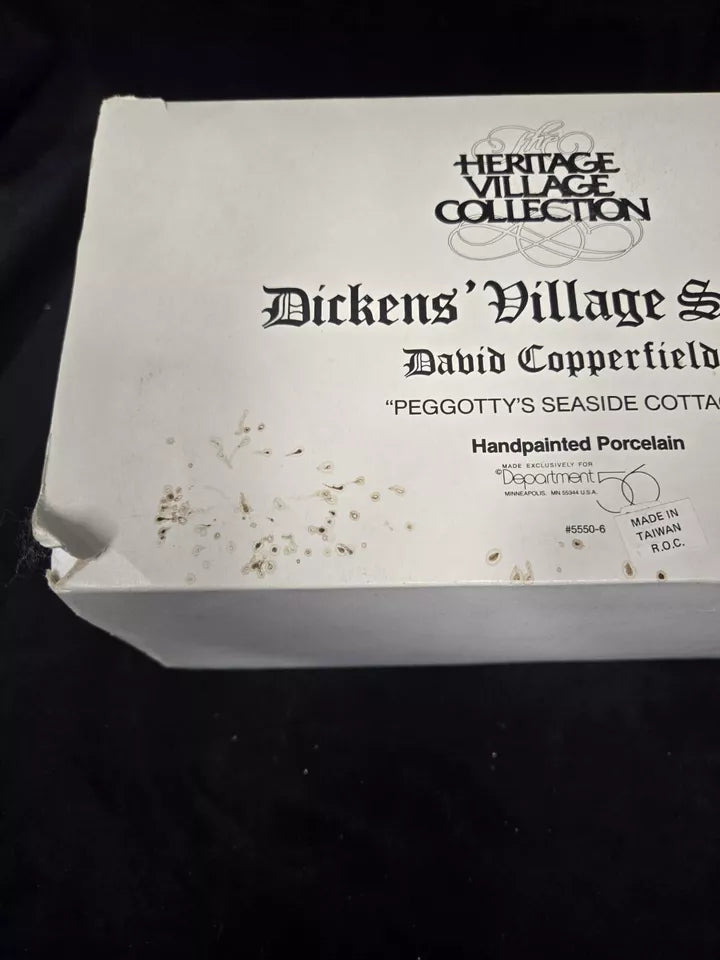 The
HERITAGE
VILLAGE
COLLECTION
Dickens' Village S
David Copperfield
"PEGGOTTY'S SEASIDE COTTA
Handpainted Porcelain
MADE EXCLUSIVELY FOR
©Department 56
MINNEAPOLIS, MN 55344 U.S.A.
#5550-6
MADE IN
TAIWAN
R.O.C.